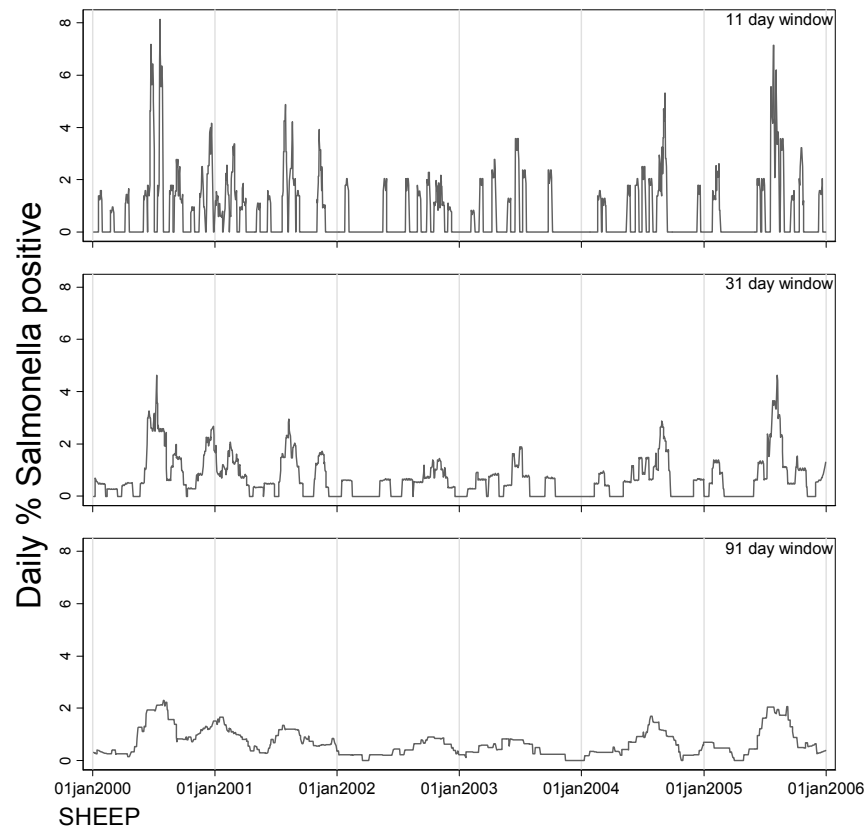 11 day window
8
6
4
2
0
31 day window
8
6
4
2
0
91 day window
8
6
4
2
0
Daily % Salmonella positive
01jan2000 01jan2001 01jan2002 01jan2003 01jan2004 01jan2005 01jan2006
SHEEP